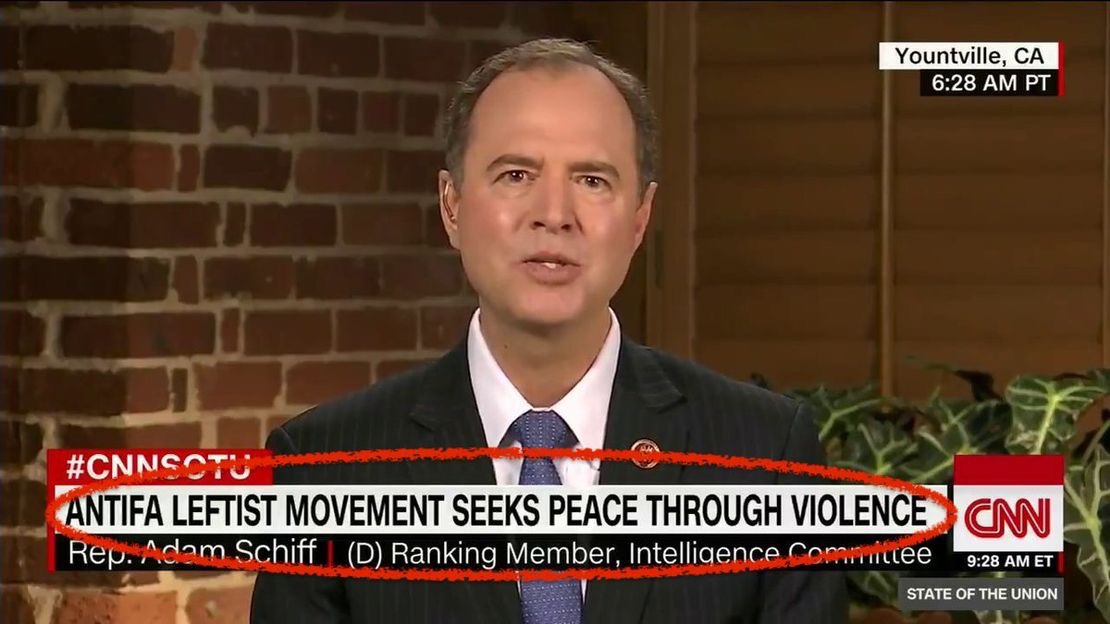 Yountville, CA
6:28 AM PT
#CNNSOTU
ANTIFA LEFTIST MOVEMENT SEEKS PEACE THROUGH VIOLENCE
Rep. Adam Schiff | (D) Ranking Member, Intelligence Committee
CNN
9:28 AM ET
STATE OF THE UNION